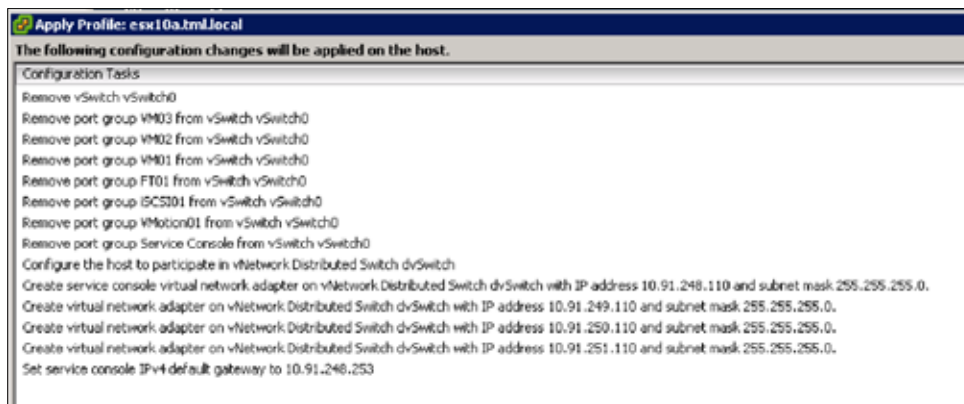 Apply Profile: esx10a.tml.local
The following configuration changes will be applied on the host.
Configuration Tasks
Remove vSwitch vSwitch0
Remove port group VM03 from vSwitch vSwitch0
Remove port group VM02 from vSwitch vSwitch0
Remove port group VM01 from vSwitch vSwitch0
Remove port group FT01 from vSwitch vSwitch0
Remove port group iSCSI01 from vSwitch vSwitch0
Remove port group VMotion01 from vSwitch vSwitch0
Remove port group Service Console from vSwitch vSwitch0
Configure the host to participate in vNetwork Distributed Switch dvSwitch
Create service console virtual network adapter on vNetwork Distributed Switch dvSwitch with IP address 10.91.248.110 and subnet mask 255.255.255.0.
Create virtual network adapter on vNetwork Distributed Switch dvSwitch with IP address 10.91.249.110 and subnet mask 255.255.255.0.
Create virtual network adapter on vNetwork Distributed Switch dvSwitch with IP address 10.91.250.110 and subnet mask 255.255.255.0.
Create virtual network adapter on vNetwork Distributed Switch dvSwitch with IP address 10.91.251.110 and subnet mask 255.255.255.0.
Set service console IPv4 default gateway to 10.91.248.253